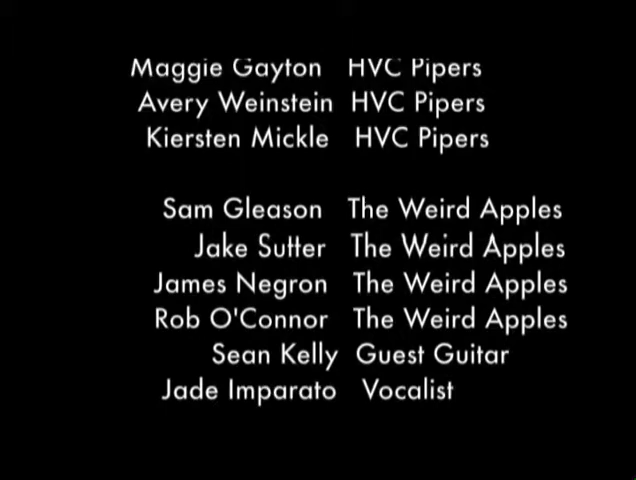 Maggie Gayton HVC Pipers
Avery Weinstein HVC Pipers
Kiersten Mickle HVC Pipers
Sam Gleason The Weird Apples
Jake Sutter The Weird Apples
James Negron The Weird Apples
Rob O'Connor The Weird Apples
Sean Kelly Guest Guitar
Jade Imparato Vocalist